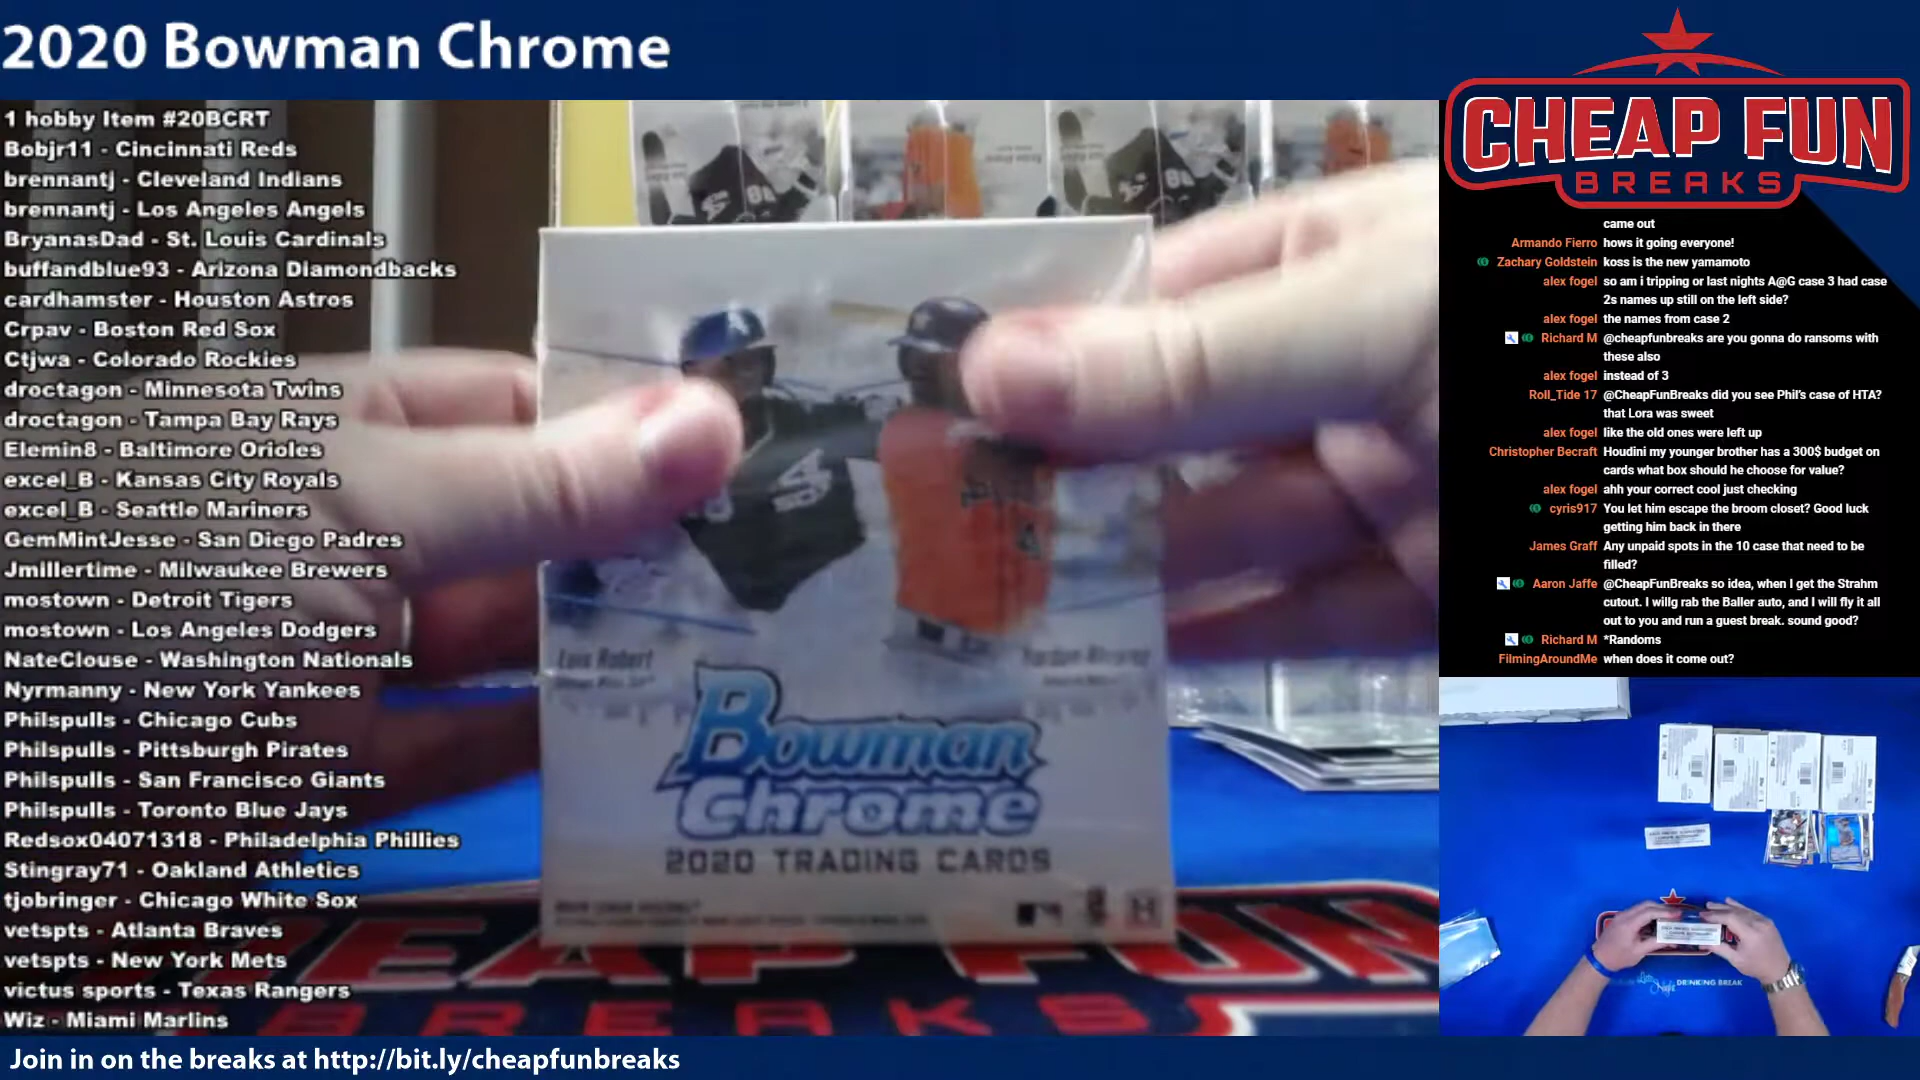 2020 Bowman Chrome
1 hobby Item #20BCRT
Bobjr11 - Cincinnati Reds
brennantj - Cleveland Indians
brennantj - Los Angeles Angels
BryanasDad - St. Louis Cardinals
buffandblue93 - Arizona Diamondbacks
cardhamster - Houston Astros
Crpav - Boston Red Sox
Ctjwa - Colorado Rockies
droctagon - Minnesota Twins
droctagon - Tampa Bay Rays
Elemin8 - Baltimore Orioles
excel_B - Kansas City Royals
excel_B - Seattle Mariners
GemMintJesse - San Diego Padres
Jmillertime - Milwaukee Brewers
mostown - Detroit Tigers
mostown - Los Angeles Dodgers
NateClouse - Washington Nationals
Nyrmanny - New York Yankees
Philspulls - Chicago Cubs
Philspulls - Pittsburgh Pirates
Philspulls - San Francisco Giants
Philspulls - Toronto Blue Jays
Redsox04071318 - Philadelphia Phillies
Stingray71 - Oakland Athletics
tjobringer - Chicago White Sox
vetspts - Atlanta Braves
vetspts - New York Mets
victus sports - Texas Rangers
Wiz - Miami Marlins
Luis Robert
Yordan Alvarez
Bowman
Chrome
2020 TRADING CARDS
EAP FUN
BREAKS
CHEAP FUN
BREAKS
came out
Armando Fierro hows it going everyone!
Zachary Goldstein koss is the new yamamoto
alex fogel so am i tripping or last nights A@G case 3 had case
2s names up still on the left side?
alex fogel the names from case 2
Richard M @cheapfunbreaks are you gonna do ransoms with
these also
alex fogel instead of 3
Roll_Tide 17 @CheapFunBreaks did you see Phil's case of HTA?
that Lora was sweet
alex fogel like the old ones were left up
Christopher Becraft Houdini my younger brother has a 300$ budget on
cards what box should he choose for value?
alex fogel ahh your correct cool just checking
cyris917 You let him escape the broom closet? Good luck
getting him back in there
James Graff Any unpaid spots in the 10 case that need to be
filled?
Aaron Jaffe @CheapFunBreaks so idea, when I get the Strahm
cutout. I willg rab the Baller auto, and I will fly it all
out to you and run a guest break. sound good?
Richard M *Randoms
FilmingAroundMe when does it come out?
DRINKING BREAK
Join in on the breaks at http://bit.ly/cheapfunbreaks